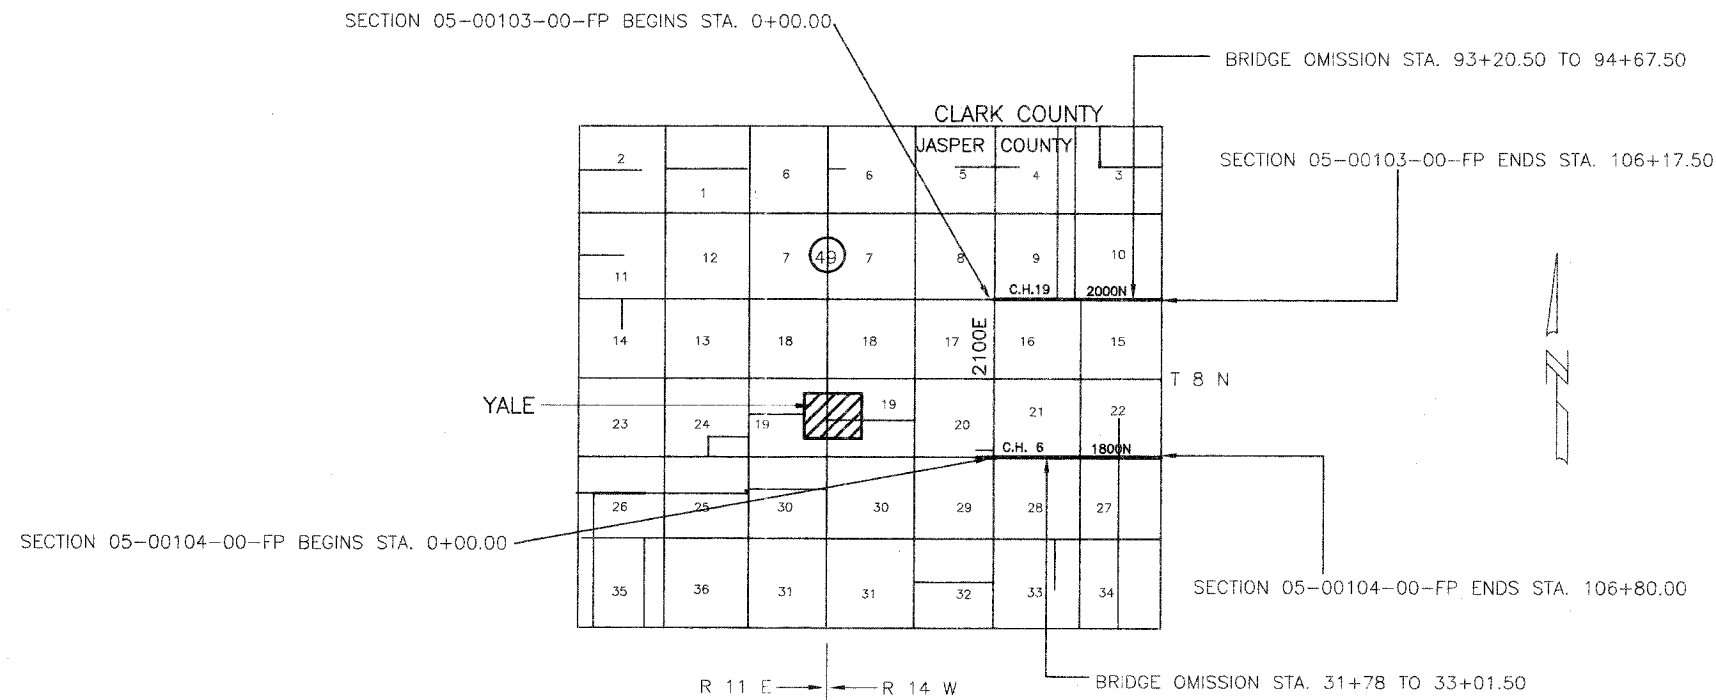 SECTION 05-00103-00-FP BEGINS STA. 0+00.00
BRIDGE OMISSION STA. 93+20.50 TO 94+67.50
CLARK COUNTY
JASPER COUNTY
SECTION 05-00103-00-FP ENDS STA. 106+17.50
2 1 6 6 5 4 3
11 12 7 49 7 8 9 10
C.H.19 2000N
2100E
14 13 18 18 17 16 15
T 8 N
YALE
23 24 19 19 20 21 22
C.H. 6 1800N
26 25 30 30 29 28 27
SECTION 05-00104-00-FP BEGINS STA. 0+00.00
35 36 31 31 32 33 34
SECTION 05-00104-00-FP ENDS STA. 106+80.00
R 11 E R 14 W
BRIDGE OMISSION STA. 31+78 TO 33+01.50
N